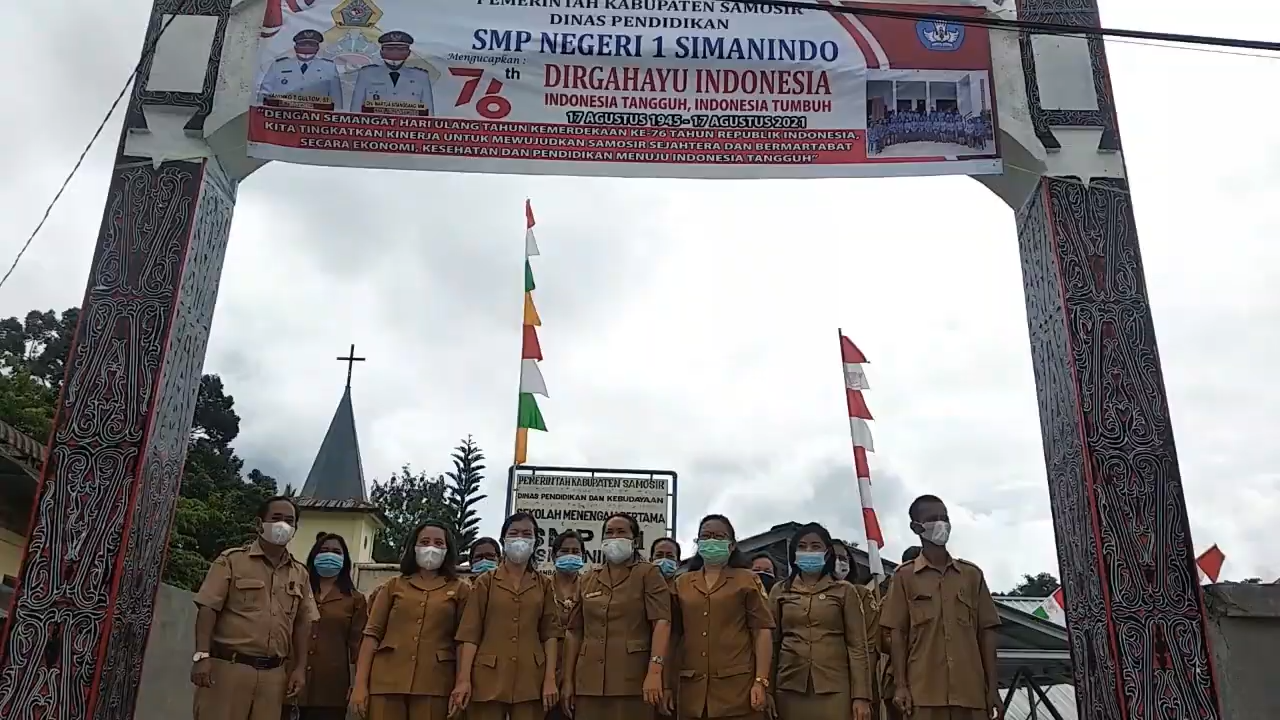 PEMERINTAH KABUPATEN SAMOSIR
DINAS PENDIDIKAN
SMP NEGERI 1 SIMANINDO
Mengucapkan :
76th
DIRGAHAYU INDONESIA
INDONESIA TANGGUH, INDONESIA TUMBUH
17 AGUSTUS 1945- 17 AGUSTUS 2021
"DENGAN SEMANGAT HARI ULANG TAHUN KEMERDEKAAN KE-76 TAHUN REPUBLIK INDONESIA,
KITA TINGKATKAN KINERJA UNTUK MEWUJUDKAN SAMOSIR SEJAHTERA DAN BERMARTABAT
SECARA EKONOMI, KESEHATAN DAN PENDIDIKAN MENUJU INDONESIA TANGGUH"
PEMERINTAH KABUPATEN SAMOSIR
DINAS PENDIDIKAN DAN KEBUDAYAAN
SEKOLAH MENENGAH PERTAMA
SMP